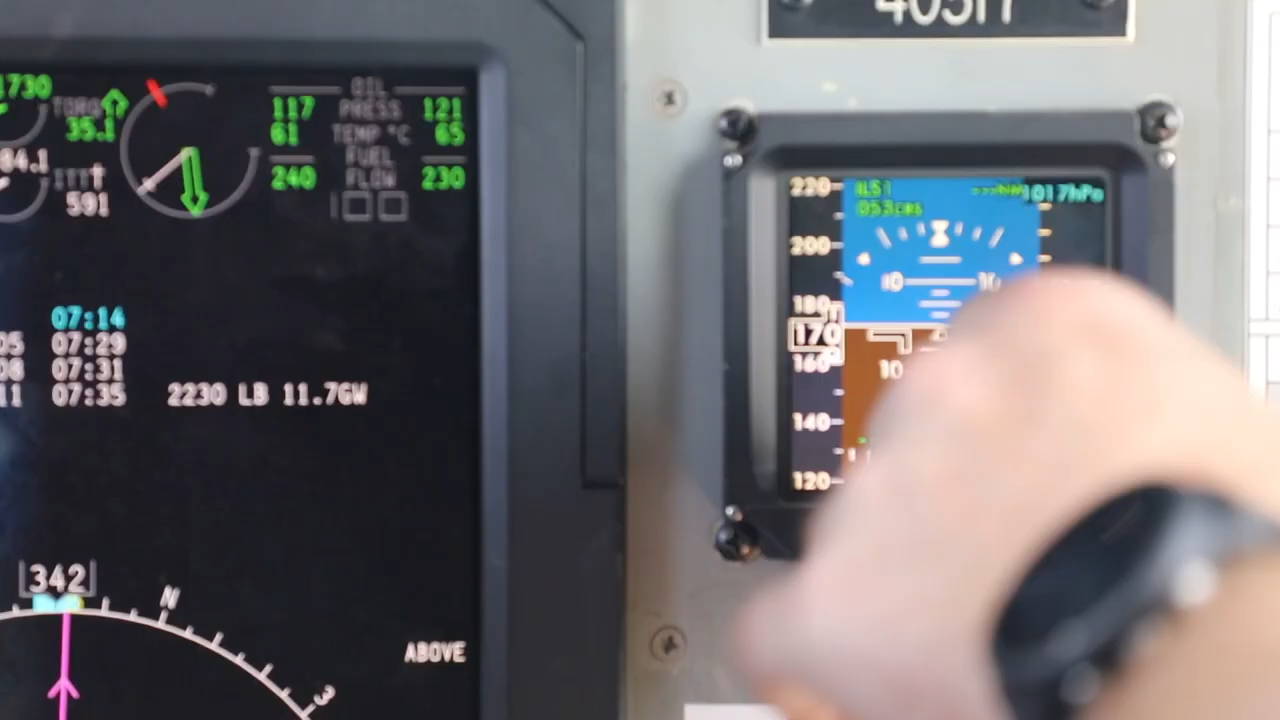 1730
TORQ
35.1
84.1
ITT
591
OIL
117 PRESS 121
61 TEMP °C 65
FUEL
240 FLOW 230
07:14
05 07:29
08 07:31
11 07:35
2230 LB 11.7GW
342
N
3
ABOVE
220
200
180
170
160
140
120
ILS1
053crs
1017hPa
10 10
10